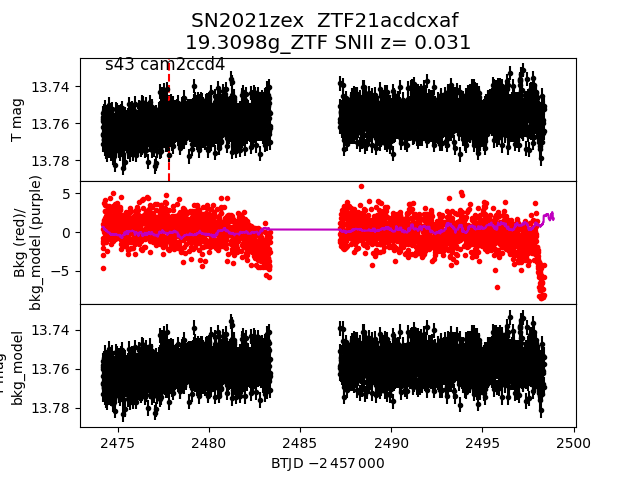 SN2021zex ZTF21acdcxaf
19.3098g_ZTF SNII z= 0.031
s43 cam2ccd4
13.74
13.76
13.78
T mag
5
0
−5
Bkg (red)/
bkg_model (purple)
13.74
13.76
13.78
bkg_model
2475
2480
2485
2490
2495
2500
BTJD −2 457 000